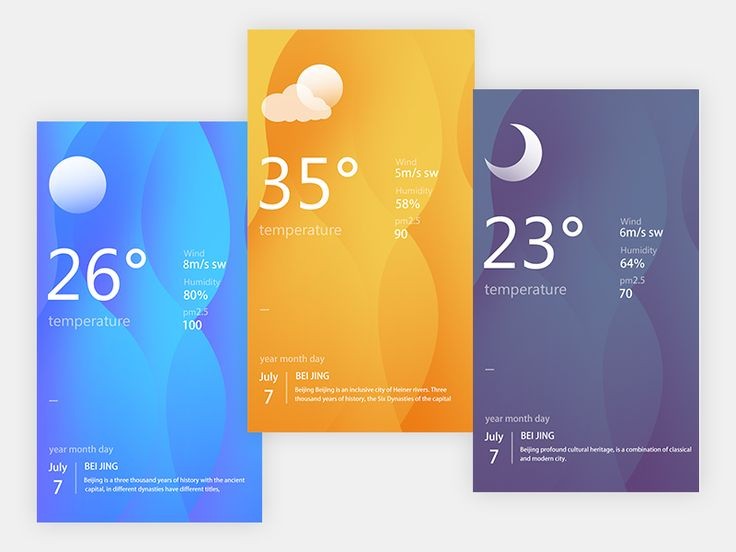 26°
temperature
Wind
8m/s sw
Humidity
80%
pm2.5
100
year month day
July
7
BEI JING
Beijing is a three thousand years of history with the ancient
capital, in different dynasties have different titles,
35°
temperature
Wind
5m/s sw
Humidity
58%
pm2.5
90
year month day
July
7
BEI JING
Beijing Beijing is an inclusive city of Heiner rivers. Three
thousand years of history, the Six Dynasties of the capital
23°
temperature
Wind
6m/s sw
Humidity
64%
pm2.5
70
year month day
July
7
BEI JING
Beijing profound cultural heritage, is a combination of classical
and modern city.